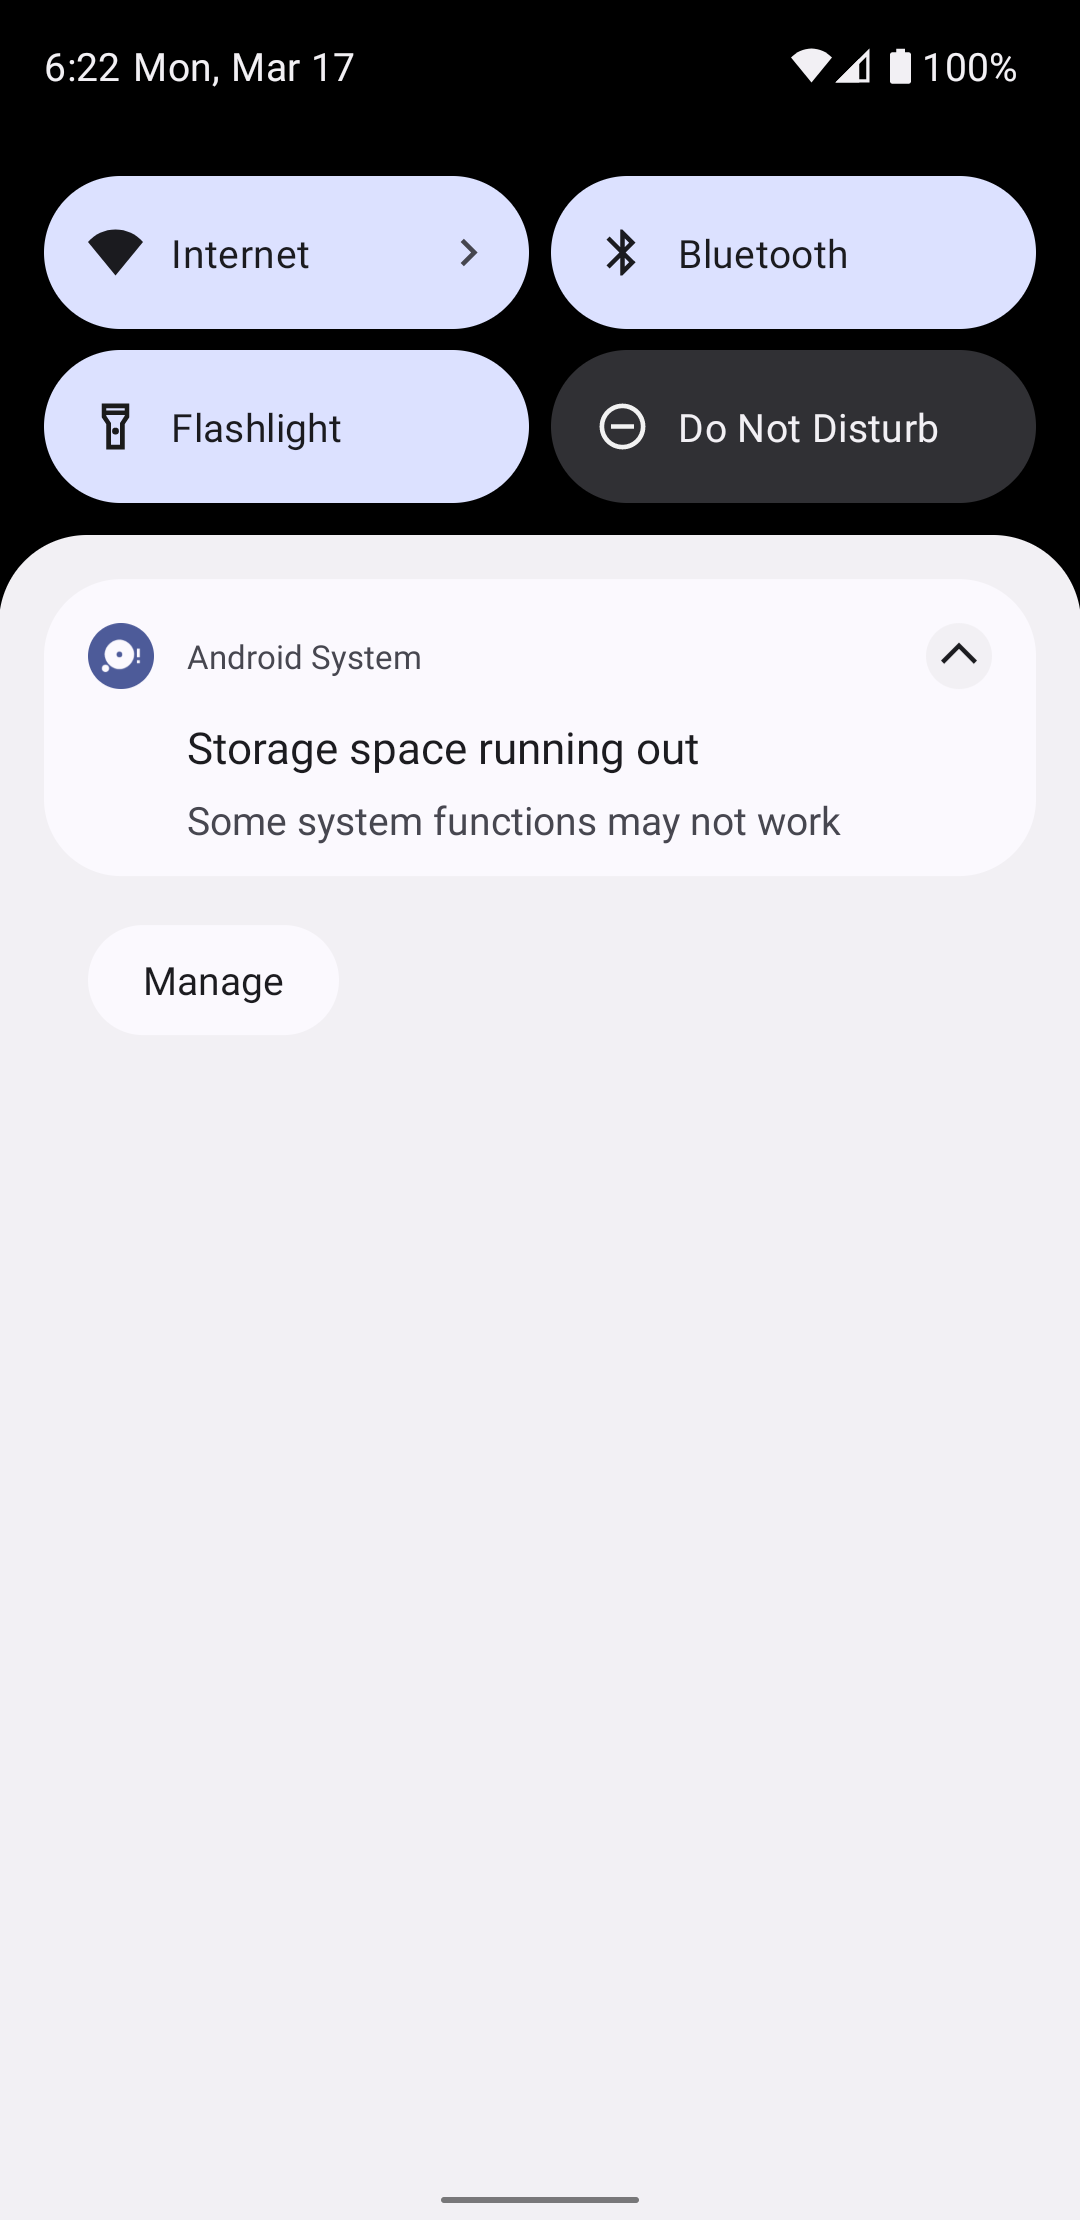 6:22 Mon, Mar 17 100%
Internet
Bluetooth
Flashlight
Do Not Disturb
Android System
Storage space running out
Some system functions may not work
Manage